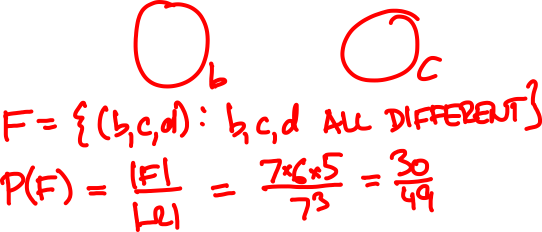 b c
F = {(b,c,d) : b,c,d ALL DIFFERENT}
P(F) = |F| / |Ω| = 7×6×5 / 7³ = 30 / 49